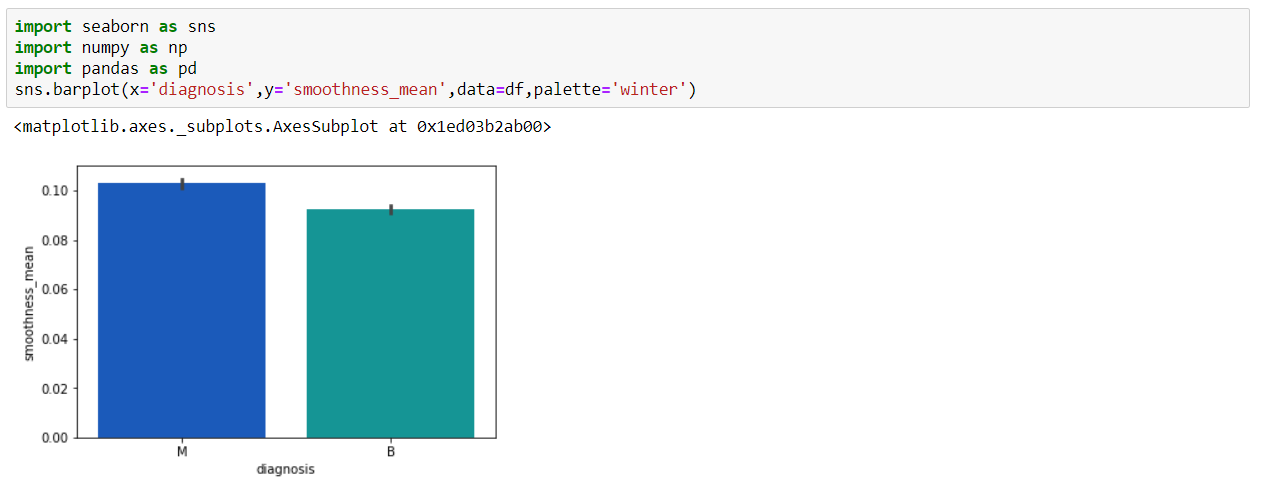 import seaborn as sns
import numpy as np
import pandas as pd
sns.barplot(x='diagnosis',y='smoothness_mean',data=df,palette='winter')
<matplotlib.axes._subplots.AxesSubplot at 0x1ed03b2ab00>
0.10
0.08
0.06
0.04
0.02
0.00
smoothness_mean
M B
diagnosis